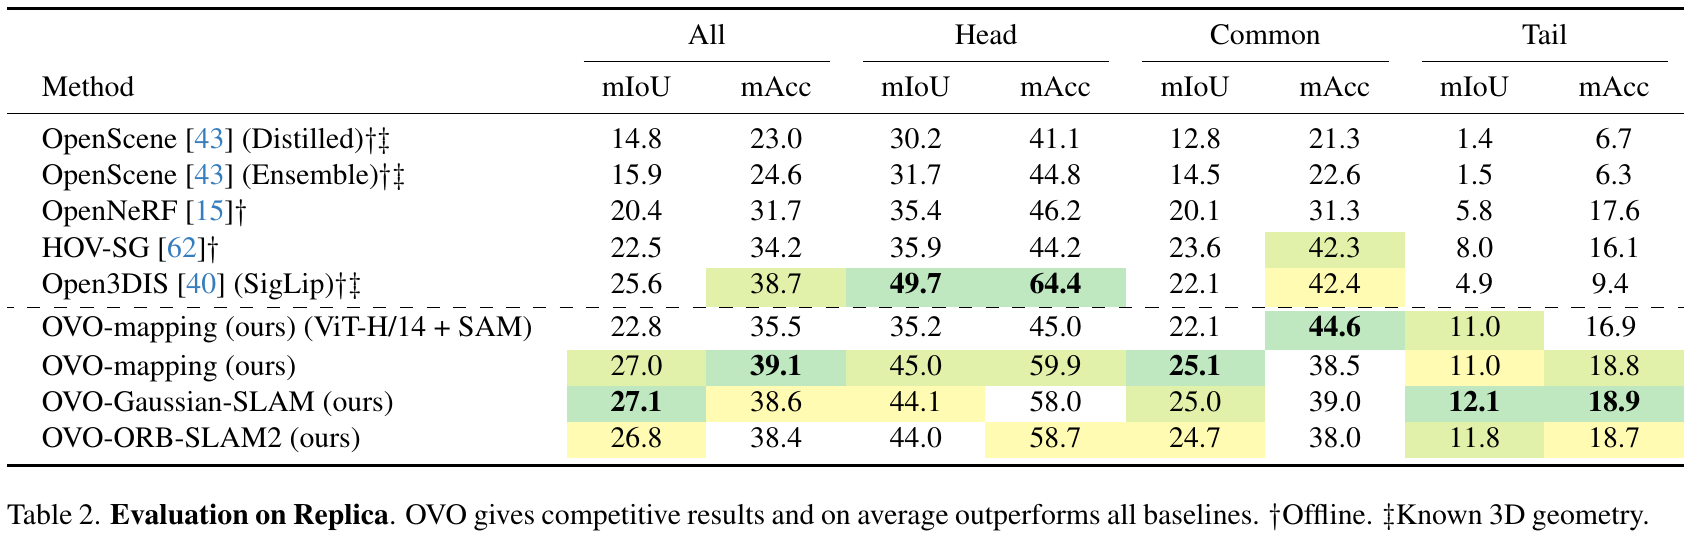 All Head Common Tail
Method mIoU mAcc mIoU mAcc mIoU mAcc mIoU mAcc
OpenScene [43] (Distilled)†‡ 14.8 23.0 30.2 41.1 12.8 21.3 1.4 6.7
OpenScene [43] (Ensemble)†‡ 15.9 24.6 31.7 44.8 14.5 22.6 1.5 6.3
OpenNeRF [15]† 20.4 31.7 35.4 46.2 20.1 31.3 5.8 17.6
HOV-SG [62]† 22.5 34.2 35.9 44.2 23.6 42.3 8.0 16.1
Open3DIS [40] (SigLip)†‡ 25.6 38.7 49.7 64.4 22.1 42.4 4.9 9.4
OVO-mapping (ours) (ViT-H/14 + SAM) 22.8 35.5 35.2 45.0 22.1 44.6 11.0 16.9
OVO-mapping (ours) 27.0 39.1 45.0 59.9 25.1 38.5 11.0 18.8
OVO-Gaussian-SLAM (ours) 27.1 38.6 44.1 58.0 25.0 39.0 12.1 18.9
OVO-ORB-SLAM2 (ours) 26.8 38.4 44.0 58.7 24.7 38.0 11.8 18.7
Table 2. Evaluation on Replica. OVO gives competitive results and on average outperforms all baselines. †Offline. ‡Known 3D geometry.